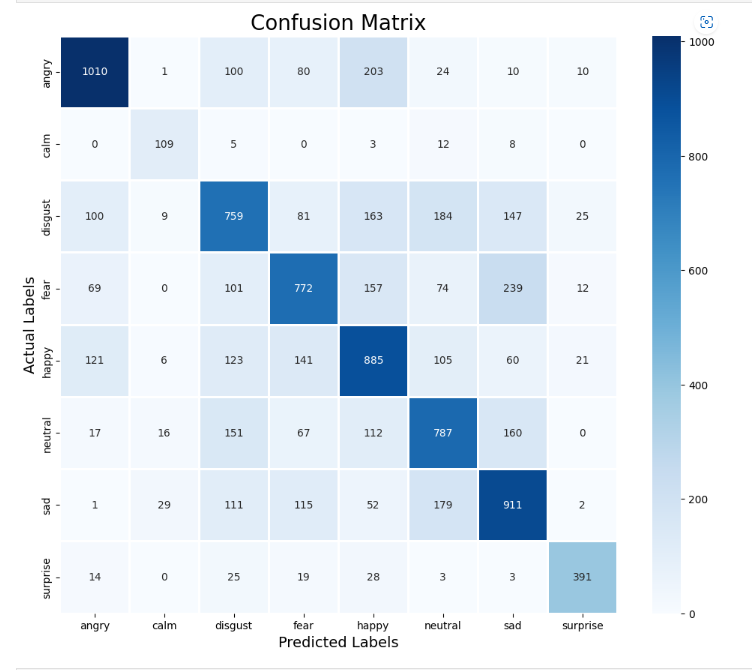 Confusion Matrix
Actual Labels
angry 1010 1 100 80 203 24 10 10
calm 0 109 5 0 3 12 8 0
disgust 100 9 759 81 163 184 147 25
fear 69 0 101 772 157 74 239 12
happy 121 6 123 141 885 105 60 21
neutral 17 16 151 67 112 787 160 0
sad 1 29 111 115 52 179 911 2
surprise 14 0 25 19 28 3 3 391
angry calm disgust fear happy neutral sad surprise
Predicted Labels
1000
800
600
400
200
0